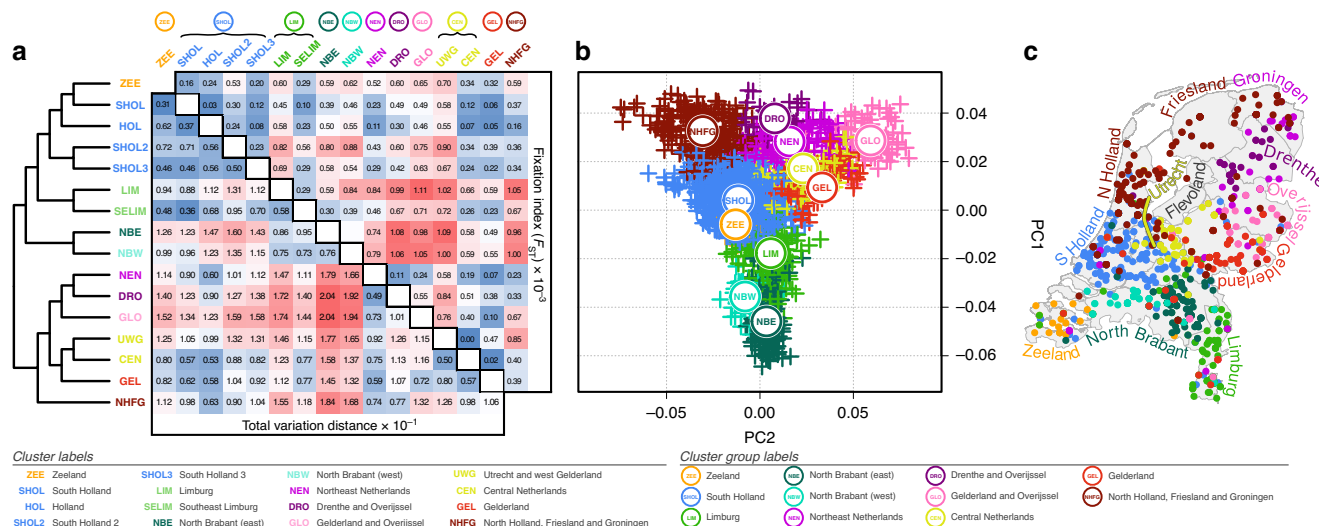 ZEE SHOL LIM NBE NBW NEN DRO GLO CEN GEL NHFG
a b c
ZEE SHOL HOL SHOL2 SHOL3 LIM SELIM NBE NBW NEN DRO GLO UWG CEN GEL NHFG
ZEE 0.16 0.24 0.53 0.20 0.60 0.29 0.59 0.62 0.52 0.60 0.65 0.70 0.34 0.32 0.59
SHOL 0.31 0.03 0.30 0.12 0.45 0.10 0.39 0.46 0.23 0.49 0.49 0.58 0.12 0.06 0.37
HOL 0.62 0.37 0.24 0.08 0.58 0.23 0.50 0.55 0.11 0.30 0.46 0.55 0.07 0.05 0.16
SHOL2 0.72 0.71 0.56 0.23 0.82 0.56 0.80 0.88 0.44 0.60 0.75 0.90 0.34 0.39 0.36
SHOL3 0.46 0.46 0.56 0.34 0.69 0.29 0.58 0.64 0.28 0.51 0.56 0.71 0.19 0.16 0.34
LIM 0.94 0.88 1.12 1.31 1.12 0.29 0.59 0.84 0.84 0.99 1.11 1.02 0.66 0.59 1.05
SELIM 0.48 0.36 0.68 0.95 0.70 0.58 0.30 0.39 0.46 0.67 0.71 0.72 0.26 0.23 0.67
NBE 1.26 1.23 1.47 1.60 1.43 0.86 0.95 0.74 1.08 0.98 1.09 0.58 0.49 0.96
NBW 0.99 0.96 1.23 1.35 1.15 0.75 0.73 0.76 0.79 1.06 1.05 1.00 0.59 0.55 1.00
NEN 1.14 0.90 0.60 1.01 1.12 1.47 1.11 1.79 1.66 0.11 0.24 0.58 0.19 0.07 0.23
DRO 1.40 1.23 0.90 1.27 1.38 1.72 1.40 2.04 1.92 0.49 0.55 0.84 0.51 0.38 0.33
GLO 1.52 1.34 1.23 1.59 1.58 1.74 1.44 2.04 1.94 0.73 1.01 0.76 0.40 0.10 0.67
UWG 1.25 1.05 0.99 1.32 1.31 1.46 1.15 1.77 1.65 0.92 1.26 1.15 0.00 0.47 0.85
CEN 0.80 0.57 0.53 0.88 0.82 1.23 0.77 1.58 1.37 0.75 1.16 1.13 0.50 0.02 0.40
GEL 0.82 0.62 0.58 1.04 0.92 1.12 0.77 1.45 1.32 0.59 1.07 0.72 0.80 0.57 0.39
NHFG 1.12 0.98 0.63 0.90 1.04 1.55 1.18 1.84 1.68 0.74 0.77 1.32 1.26 0.98 1.06
Total variation distance × 10⁻¹
Fixation index (F_ST) × 10⁻³
NHFG DRO NEN GLO CEN GEL SHOL ZEE LIM NBW NBE
0.04
0.02
0.00
−0.02
−0.04
−0.06
PC1
−0.05 0.00 0.05
PC2
Friesland Groningen
N Holland
Drenthe
Utrecht
Flevoland
Overijssel
S Holland
Gelderland
Zeeland
North Brabant
Limburg
Cluster labels
ZEE Zeeland
SHOL South Holland
HOL Holland
SHOL2 South Holland 2
SHOL3 South Holland 3
LIM Limburg
SELIM Southeast Limburg
NBE North Brabant (east)
NBW North Brabant (west)
NEN Northeast Netherlands
DRO Drenthe and Overijssel
GLO Gelderland and Overijssel
UWG Utrecht and west Gelderland
CEN Central Netherlands
GEL Gelderland
NHFG North Holland, Friesland and Groningen
Cluster group labels
ZEE Zeeland
SHOL South Holland
LIM Limburg
NBE North Brabant (east)
NBW North Brabant (west)
NEN Northeast Netherlands
DRO Drenthe and Overijssel
GLO Gelderland and Overijssel
CEN Central Netherlands
GEL Gelderland
NHFG North Holland, Friesland and Groningen